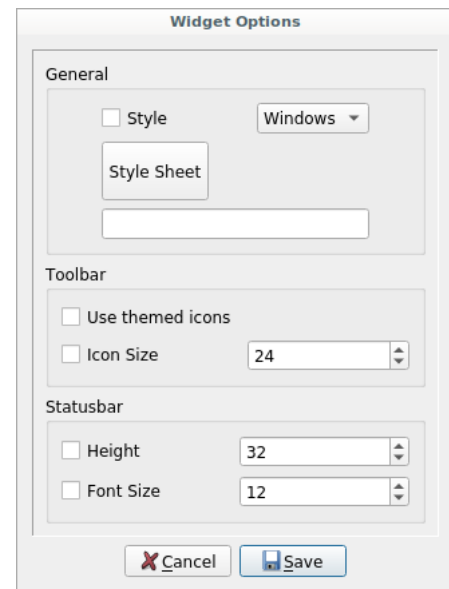 Widget Options
General
Style Windows
Style Sheet
Toolbar
Use themed icons
Icon Size 24
Statusbar
Height 32
Font Size 12
Cancel Save